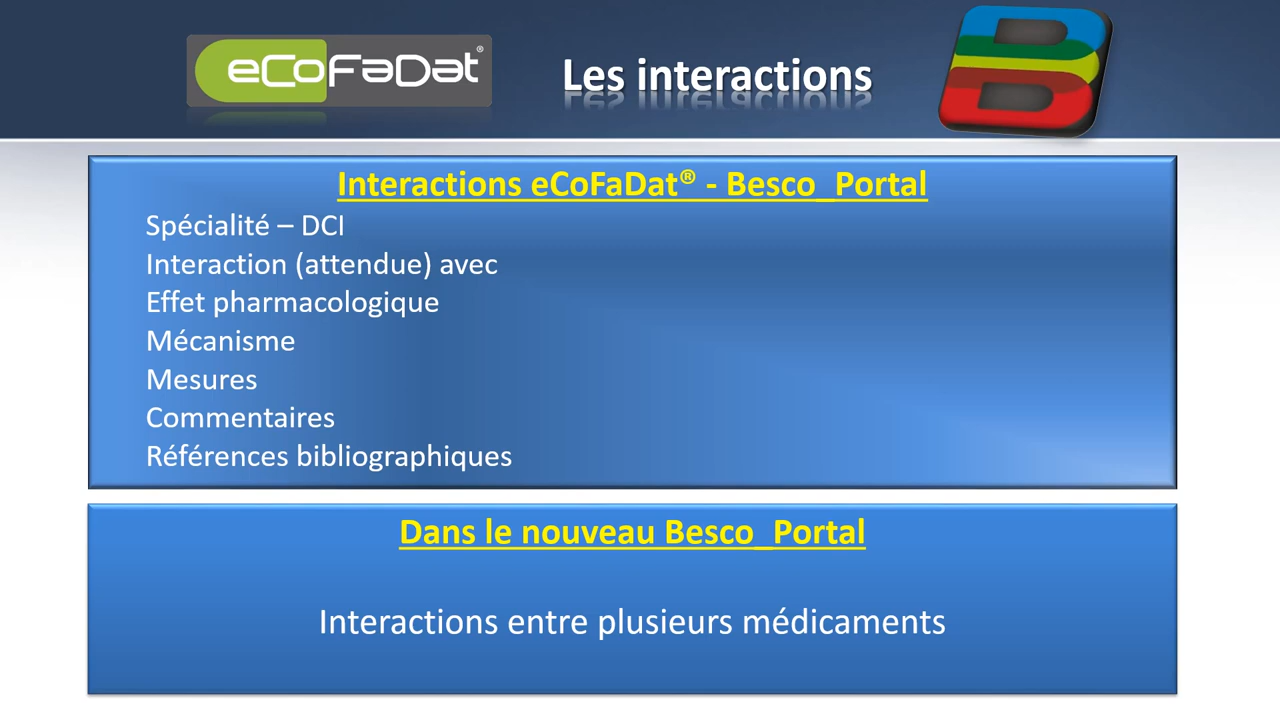 eCoFaDat®
Les interactions
Interactions eCoFaDat® - Besco_Portal
Spécialité – DCI
Interaction (attendue) avec
Effet pharmacologique
Mécanisme
Mesures
Commentaires
Références bibliographiques
Dans le nouveau Besco_Portal
Interactions entre plusieurs médicaments